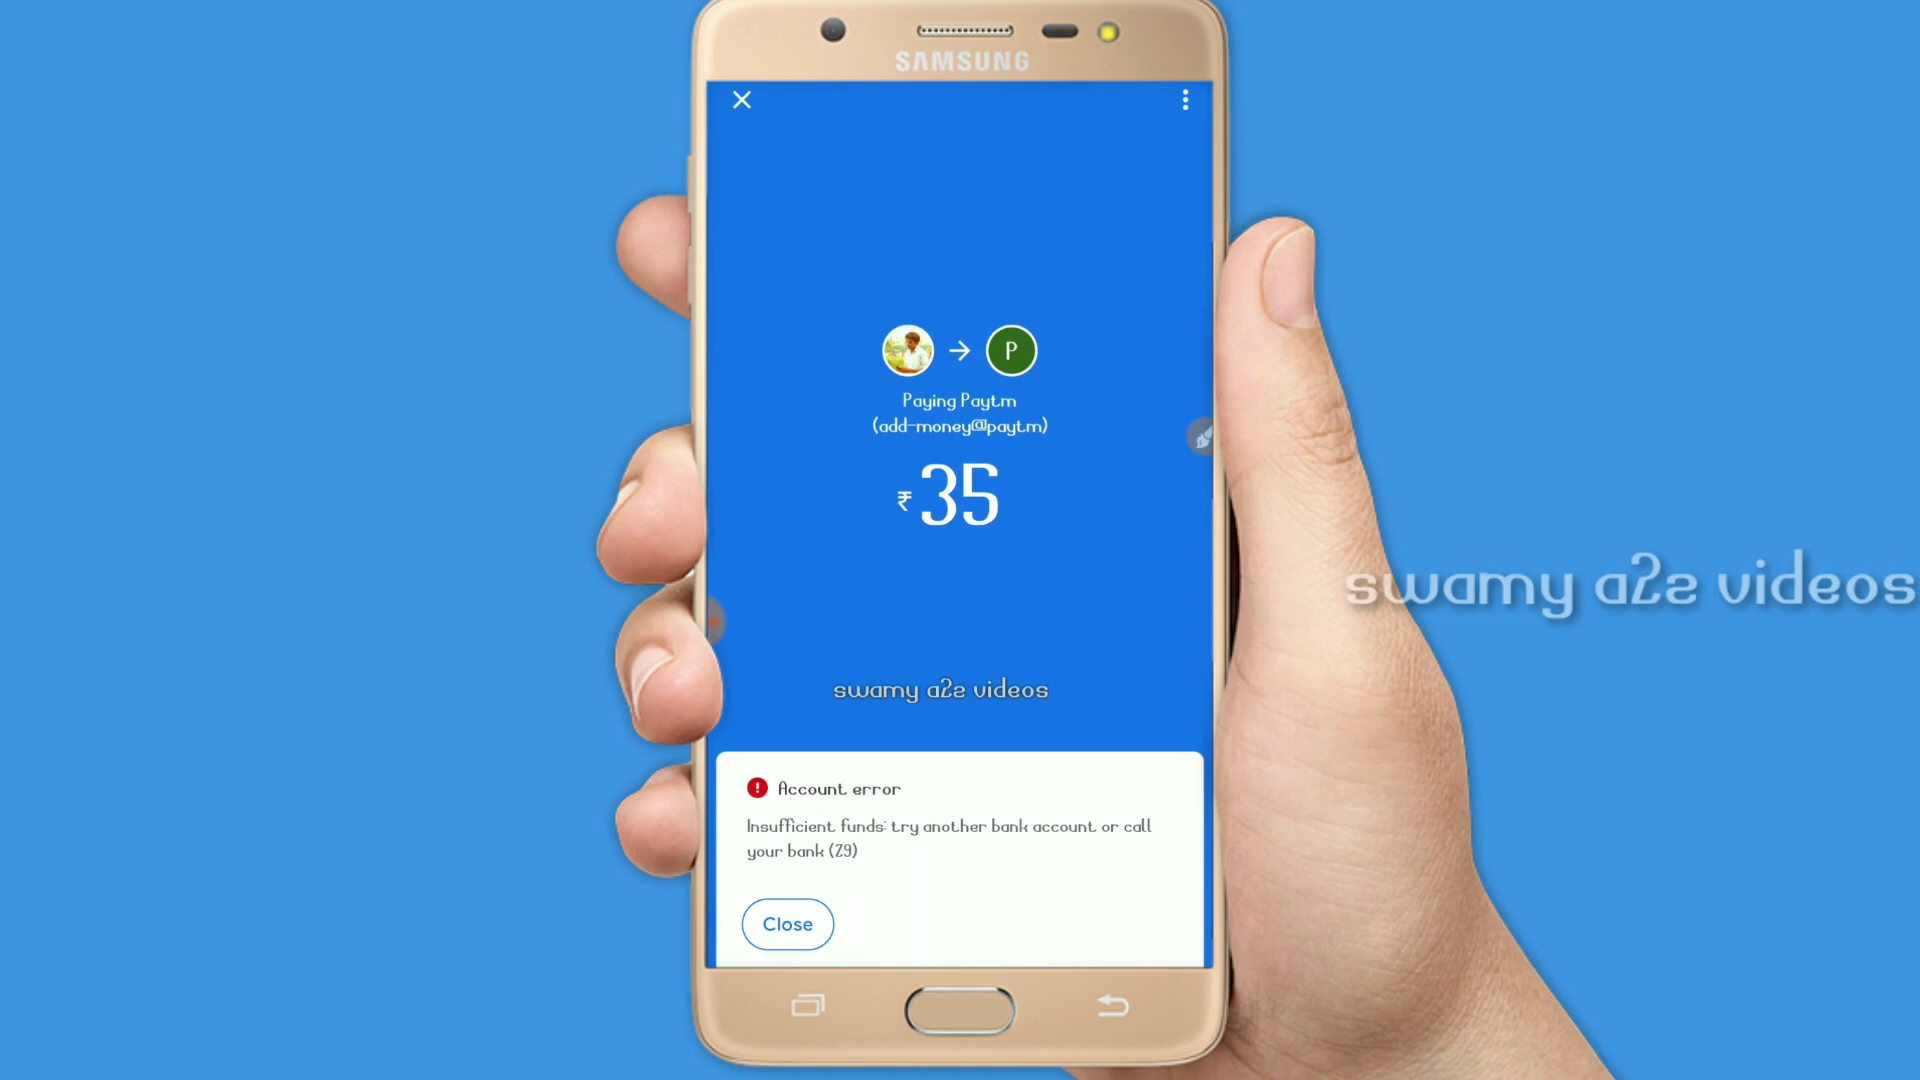 SAMSUNG
P
Paying Paytm
(add-money@paytm)
₹35
swamy a2z videos
swamy a2z videos
Account error
Insufficient funds: try another bank account or call
your bank (Z9)
Close